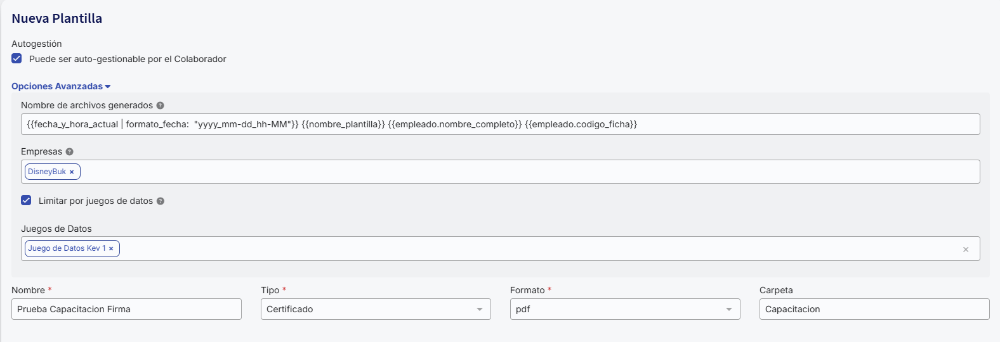 Nueva Plantilla
Autogestión
Puede ser auto-gestionable por el Colaborador
Opciones Avanzadas
Nombre de archivos generados ?
{{fecha_y_hora_actual | formato_fecha:  "yyyy_mm-dd_hh-MM"}} {{nombre_plantilla}} {{empleado.nombre_completo}} {{empleado.codigo_ficha}}
Empresas ?
DisneyBuk ×
Limitar por juegos de datos ?
Juegos de Datos
Juego de Datos Kev 1 × ×
Nombre * Tipo * Formato * Carpeta
Prueba Capacitacion Firma Certificado pdf Capacitacion